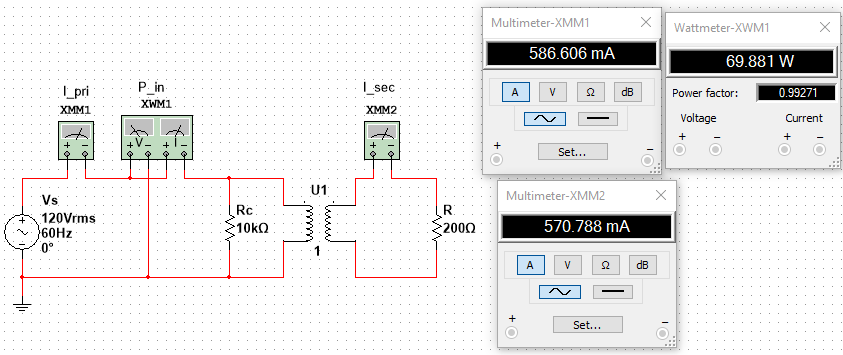 I_pri
XMM1
P_in
XWM1
V
I
I_sec
XMM2
Vs
120Vrms
60Hz
0°
Rc
10kΩ
U1
1
R
200Ω
Multimeter-XMM1
586.606 mA
A V Ω dB
Set...
+ −
Wattmeter-XWM1
69.881 W
Power factor: 0.99271
Voltage Current
+ − + −
Multimeter-XMM2
570.788 mA
A V Ω dB
Set...
+ −